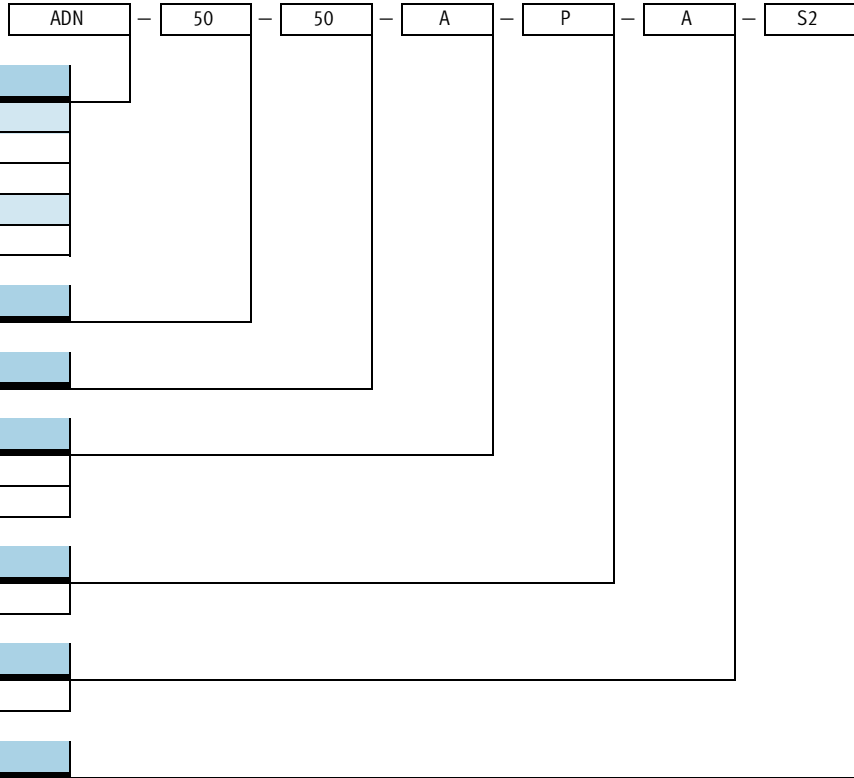 ADN – 50 – 50 – A – P – A – S2